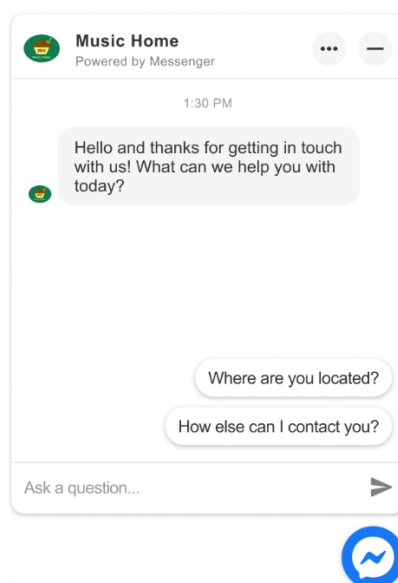 Music Home
Powered by Messenger
1:30 PM
Hello and thanks for getting in touch
with us! What can we help you with
today?
Where are you located?
How else can I contact you?
Ask a question...